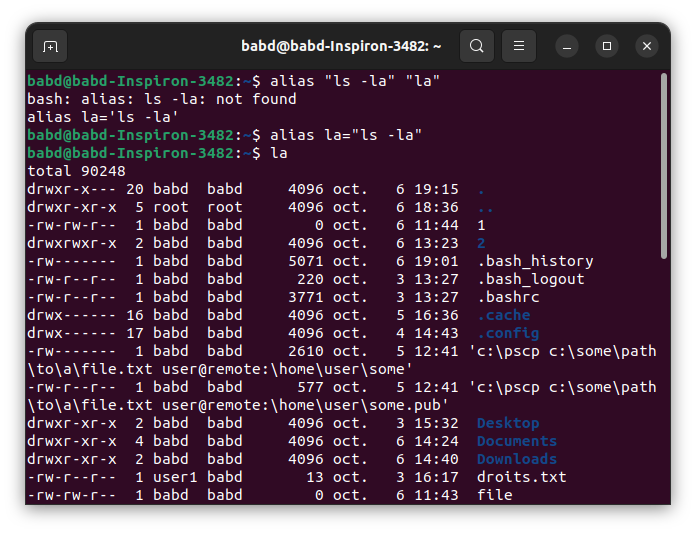 babd@babd-Inspiron-3482: ~
babd@babd-Inspiron-3482:~$ alias "ls -la" "la"
bash: alias: ls -la: not found
alias la='ls -la'
babd@babd-Inspiron-3482:~$ alias la="ls -la"
babd@babd-Inspiron-3482:~$ la
total 90248
drwxr-x--- 20 babd  babd     4096 oct.   6 19:15  .
drwxr-xr-x  5 root  root     4096 oct.   6 18:36  ..
-rw-rw-r--  1 babd  babd        0 oct.   6 11:44  1
drwxrwxr-x  2 babd  babd     4096 oct.   6 13:23  2
-rw-------  1 babd  babd     5071 oct.   6 19:01  .bash_history
-rw-r--r--  1 babd  babd      220 oct.   3 13:27  .bash_logout
-rw-r--r--  1 babd  babd     3771 oct.   3 13:27  .bashrc
drwx------ 16 babd  babd     4096 oct.   5 16:36  .cache
drwx------ 17 babd  babd     4096 oct.   4 14:43  .config
-rw-------  1 babd  babd     2610 oct.   5 12:41 'c:\pscp c:\some\path
\to\a\file.txt user@remote:\home\user\some'
-rw-r--r--  1 babd  babd      577 oct.   5 12:41 'c:\pscp c:\some\path
\to\a\file.txt user@remote:\home\user\some.pub'
drwxr-xr-x  2 babd  babd     4096 oct.   3 15:32  Desktop
drwxr-xr-x  4 babd  babd     4096 oct.   6 14:24  Documents
drwxr-xr-x  2 babd  babd     4096 oct.   6 14:40  Downloads
-rw-r--r--  1 user1 babd       13 oct.   3 16:17  droits.txt
-rw-rw-r--  1 babd  babd        0 oct.   6 11:43  file